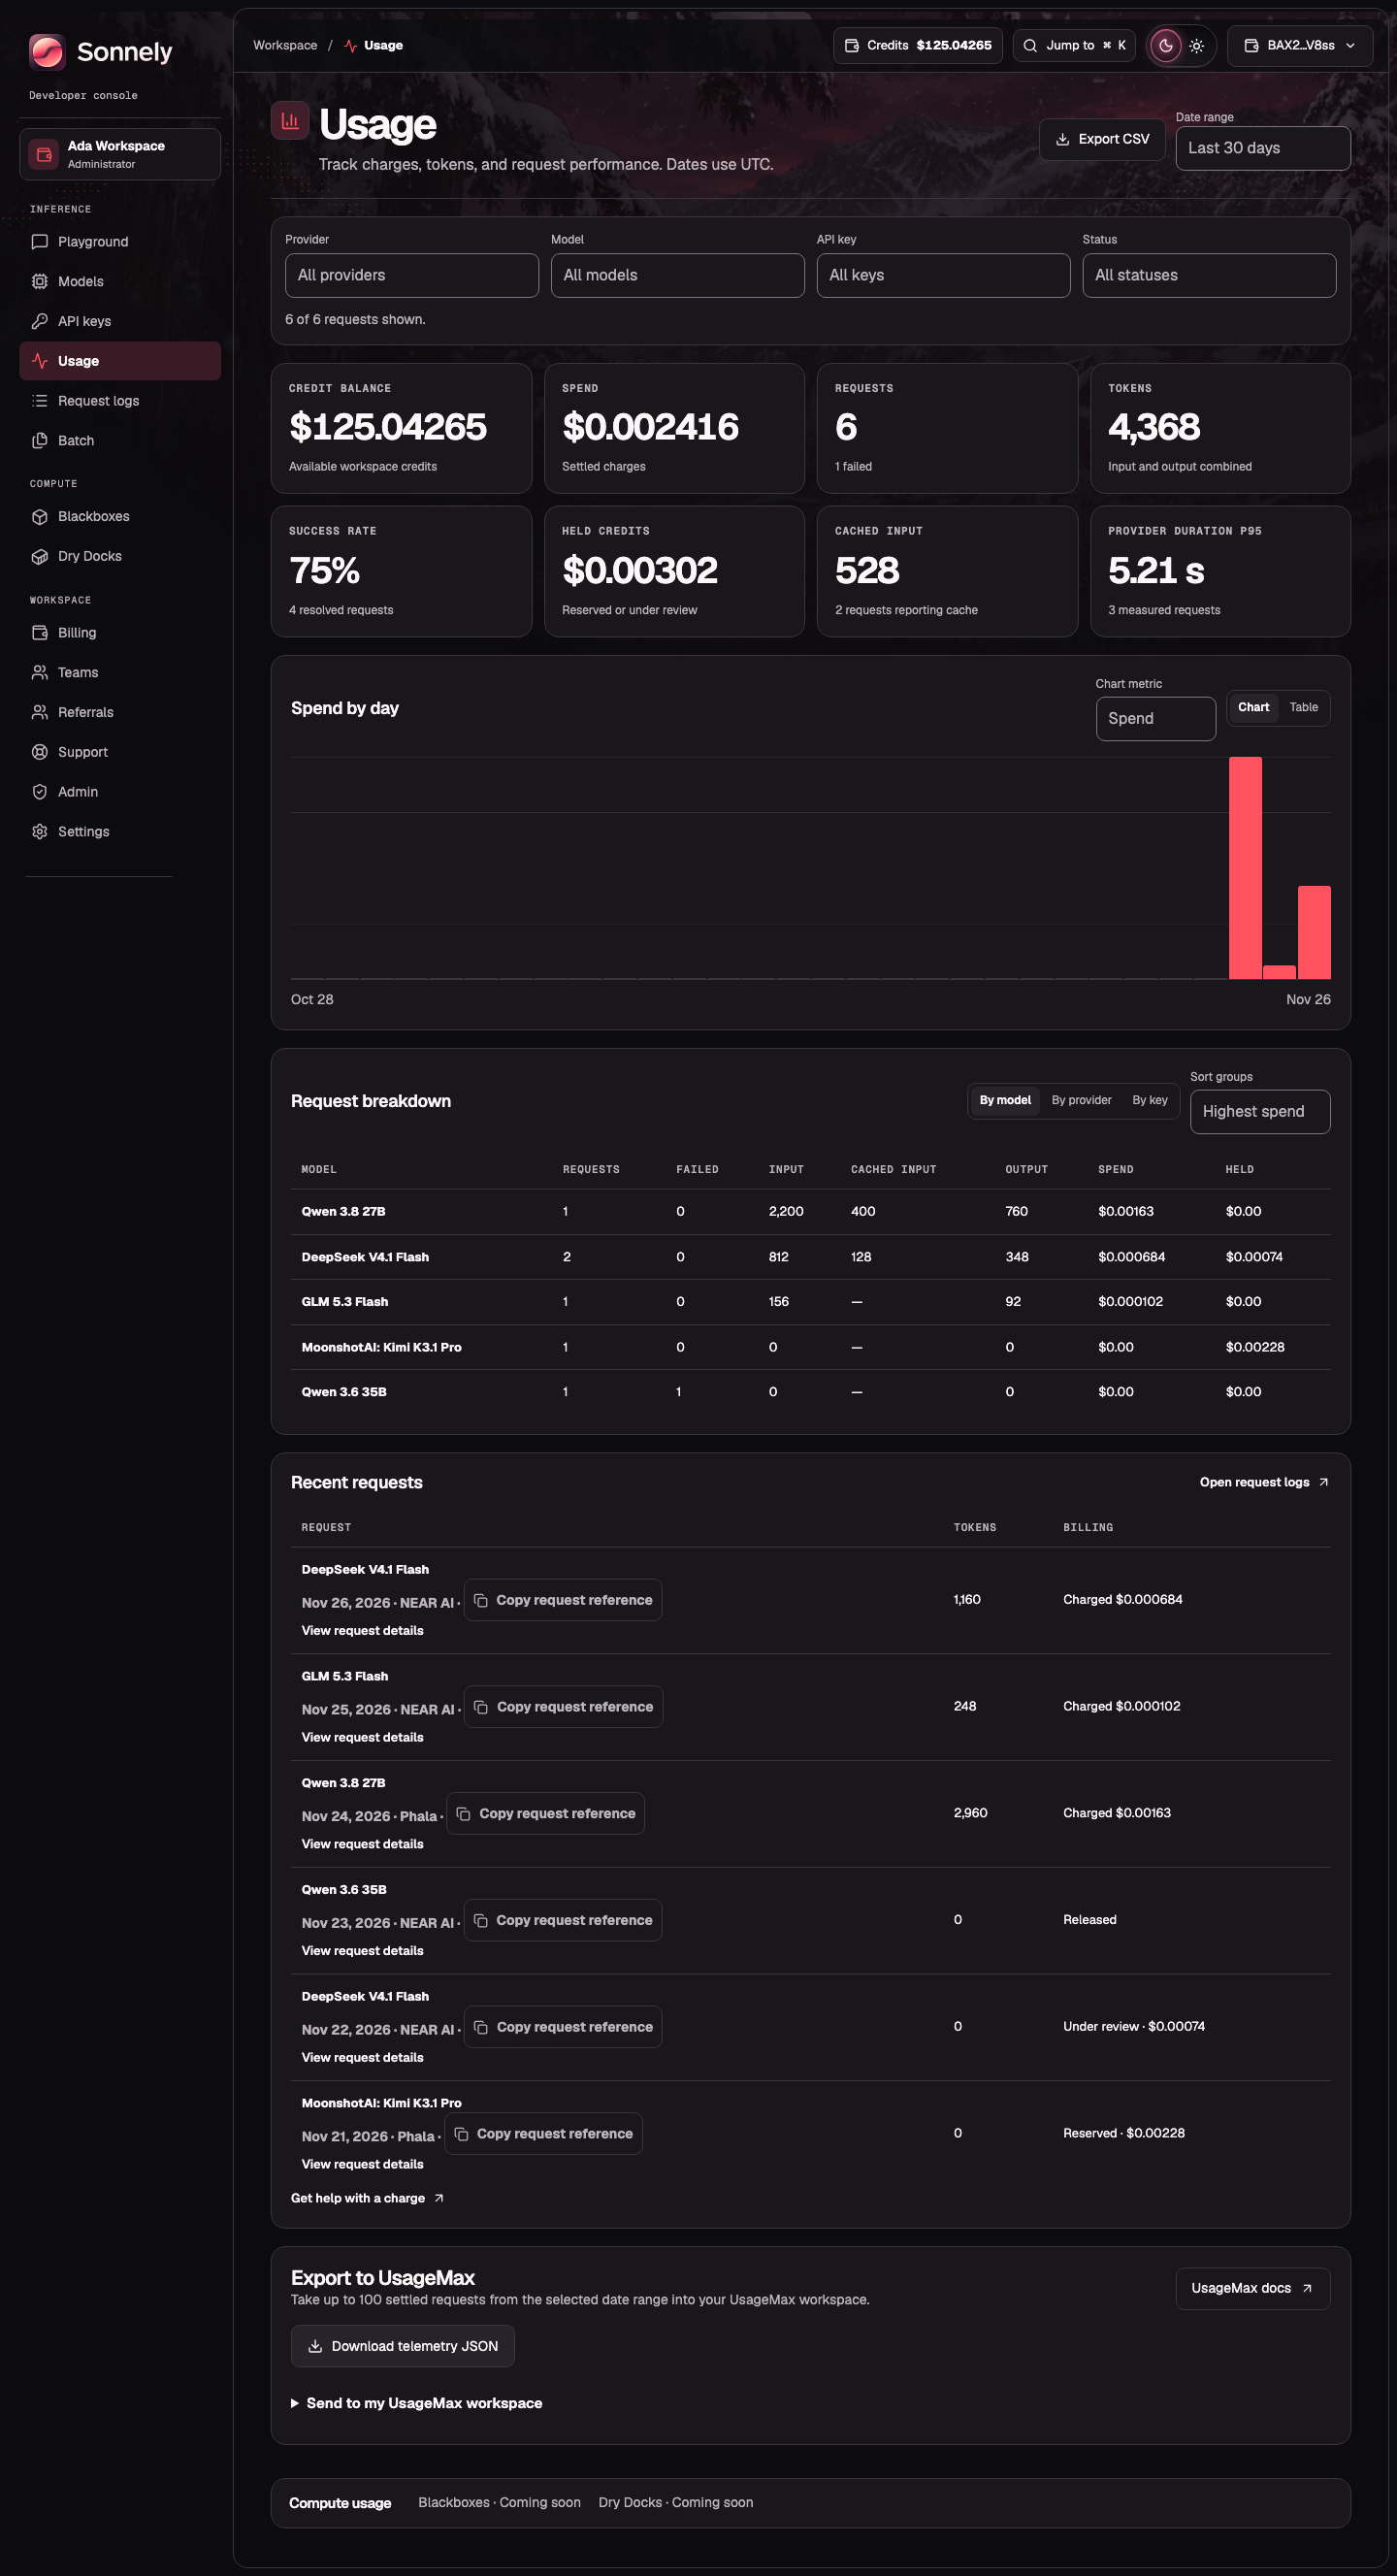 Sonnely
Developer console
Ada Workspace
Administrator
INFERENCE
Playground
Models
API keys
Usage
Request logs
Batch
COMPUTE
Blackboxes
Dry Docks
WORKSPACE
Billing
Teams
Referrals
Support
Admin
Settings
Workspace / Usage
Credits $125.04265
Jump to ⌘ K
BAX2…V8ss
Usage
Track charges, tokens, and request performance. Dates use UTC.
Export CSV
Date range
Last 30 days
Provider Model API key Status
All providers All models All keys All statuses
6 of 6 requests shown.
CREDIT BALANCE SPEND REQUESTS TOKENS
$125.04265 $0.002416 6 4,368
Available workspace credits Settled charges 1 failed Input and output combined
SUCCESS RATE HELD CREDITS CACHED INPUT PROVIDER DURATION P95
75% $0.00302 528 5.21 s
4 resolved requests Reserved or under review 2 requests reporting cache 3 measured requests
Spend by day
Chart metric
Spend
Chart Table
Oct 28 Nov 26
Request breakdown
By model By provider By key
Sort groups
Highest spend
MODEL REQUESTS FAILED INPUT CACHED INPUT OUTPUT SPEND HELD
Qwen 3.8 27B 1 0 2,200 400 760 $0.00163 $0.00
DeepSeek V4.1 Flash 2 0 812 128 348 $0.000684 $0.00074
GLM 5.3 Flash 1 0 156 — 92 $0.000102 $0.00
MoonshotAI: Kimi K3.1 Pro 1 0 0 — 0 $0.00 $0.00228
Qwen 3.6 35B 1 1 0 — 0 $0.00 $0.00
Recent requests
Open request logs
REQUEST TOKENS BILLING
DeepSeek V4.1 Flash
Nov 26, 2026 · NEAR AI · Copy request reference 1,160 Charged $0.000684
View request details
GLM 5.3 Flash
Nov 25, 2026 · NEAR AI · Copy request reference 248 Charged $0.000102
View request details
Qwen 3.8 27B
Nov 24, 2026 · Phala · Copy request reference 2,960 Charged $0.00163
View request details
Qwen 3.6 35B
Nov 23, 2026 · NEAR AI · Copy request reference 0 Released
View request details
DeepSeek V4.1 Flash
Nov 22, 2026 · NEAR AI · Copy request reference 0 Under review · $0.00074
View request details
MoonshotAI: Kimi K3.1 Pro
Nov 21, 2026 · Phala · Copy request reference 0 Reserved · $0.00228
View request details
Get help with a charge
Export to UsageMax
Take up to 100 settled requests from the selected date range into your UsageMax workspace.
UsageMax docs
Download telemetry JSON
Send to my UsageMax workspace
Compute usage Blackboxes · Coming soon Dry Docks · Coming soon